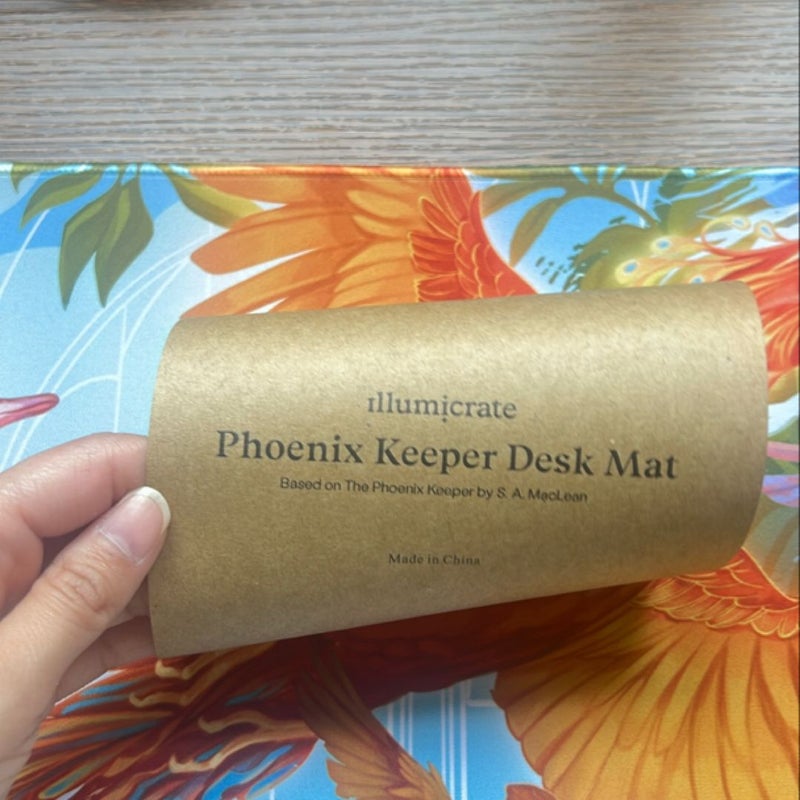 illumicrate
Phoenix Keeper Desk Mat
Based on The Phoenix Keeper by S. A. MacLean
Made in China